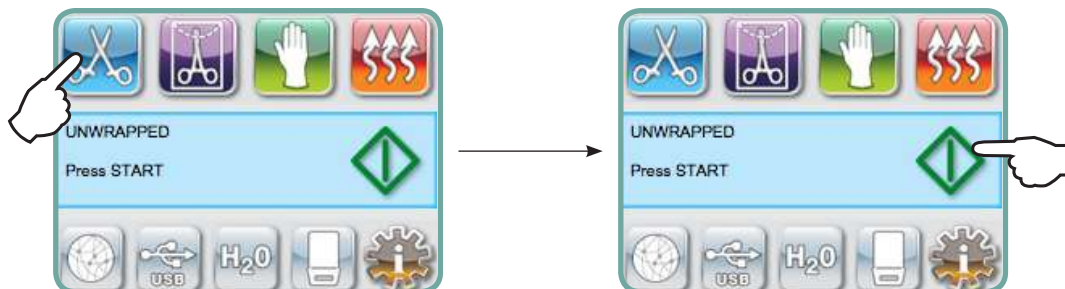 UNWRAPPED
Press START
USB
H2O
i
UNWRAPPED
Press START
USB
H2O
i